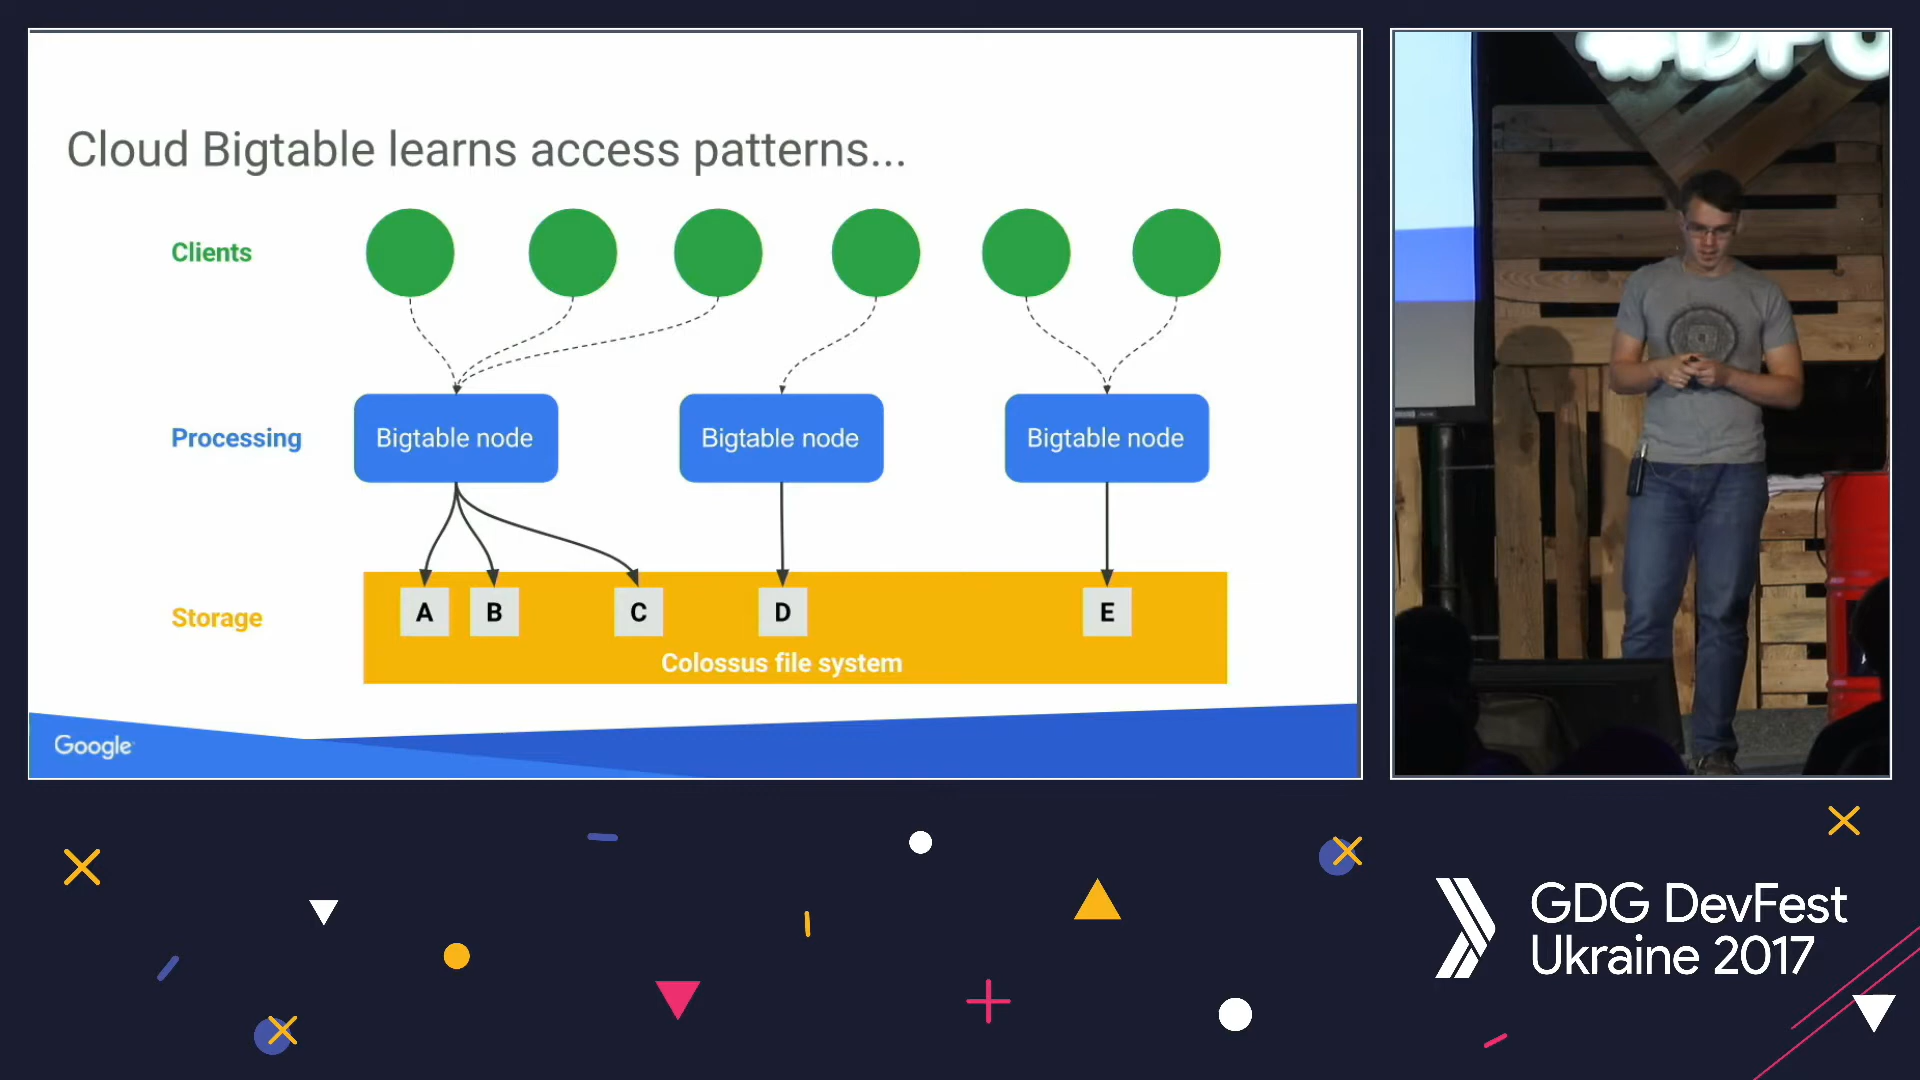 Cloud Bigtable learns access patterns...
Clients
Processing
Bigtable node
Bigtable node
Bigtable node
Storage
A
B
C
D
E
Colossus file system
Google
GDG DevFest
Ukraine 2017